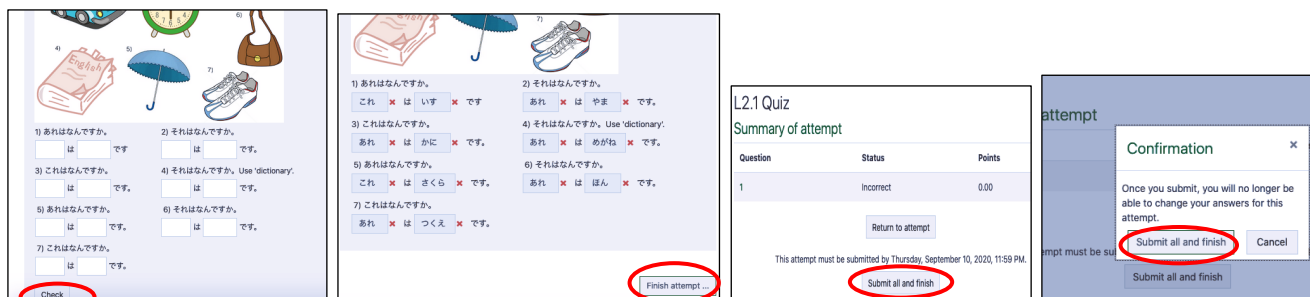 6)
4)
5)
English
7)
1) あれはなんですか。
2) それはなんですか。
は です
は です。
3) これはなんですか。
4) それはなんですか。Use 'dictionary'.
は です。
は です。
5) あれはなんですか。
6) それはなんですか。
は です。
は です。
7) これはなんですか。
は です。
Check
7)
1) あれはなんですか。
2) それはなんですか。
これ は いす です
あれ は やま です。
3) これはなんですか。
4) それはなんですか。Use 'dictionary'.
あれ は かに です。
あれ は めがね です。
5) あれはなんですか。
6) それはなんですか。
これ は さくら です。
あれ は ほん です。
7) これはなんですか。
あれ は つくえ です。
Finish attempt ...
L2.1 Quiz
Summary of attempt
Question Status Points
1 Incorrect 0.00
Return to attempt
This attempt must be submitted by Thursday, September 10, 2020, 11:59 PM.
Submit all and finish
attempt
Confirmation ×
Once you submit, you will no longer be
able to change your answers for this
attempt.
Submit all and finish Cancel
empt must be su
Submit all and finish